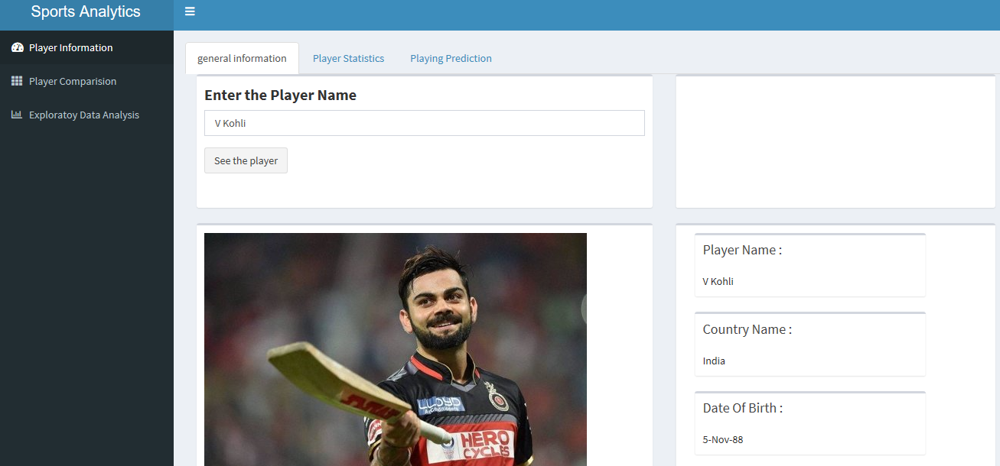 Sports Analytics
Player Information
Player Comparision
Exploratoy Data Analysis
general information
Player Statistics
Playing Prediction
Enter the Player Name
V Kohli
See the player
Player Name :
V Kohli
Country Name :
India
Date Of Birth :
5-Nov-88
LLOYD
HERO
CYCLES